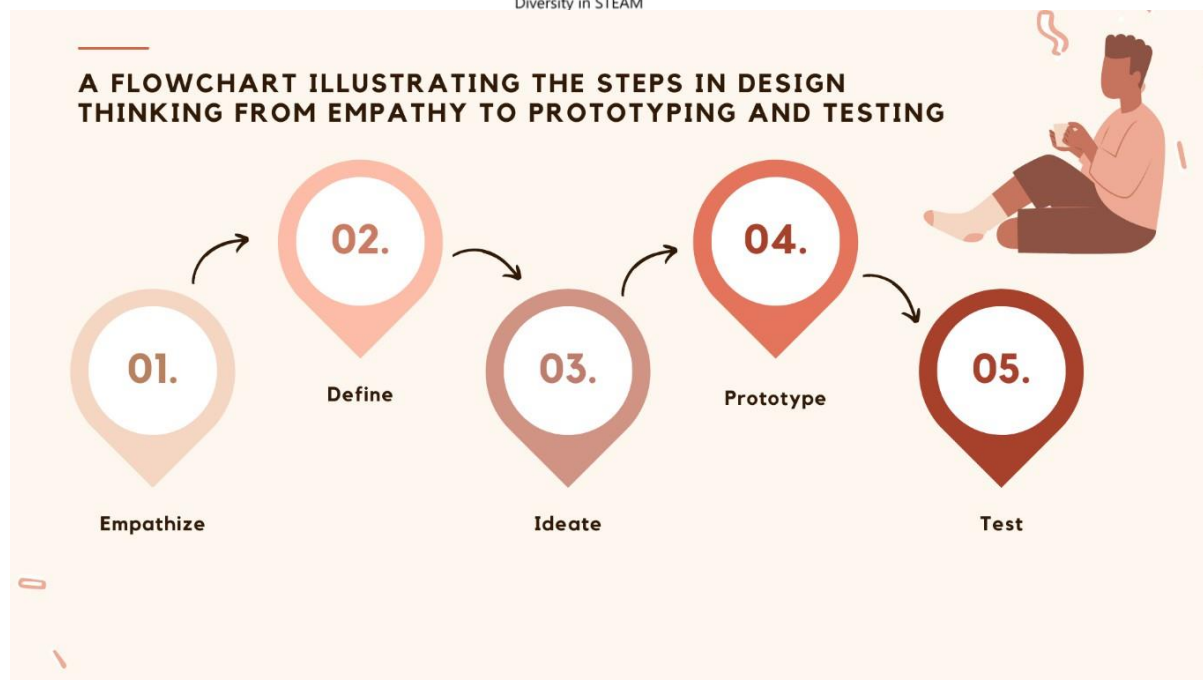 Diversity in STEAM
A FLOWCHART ILLUSTRATING THE STEPS IN DESIGN
THINKING FROM EMPATHY TO PROTOTYPING AND TESTING
01.
Empathize
02.
Define
03.
Ideate
04.
Prototype
05.
Test